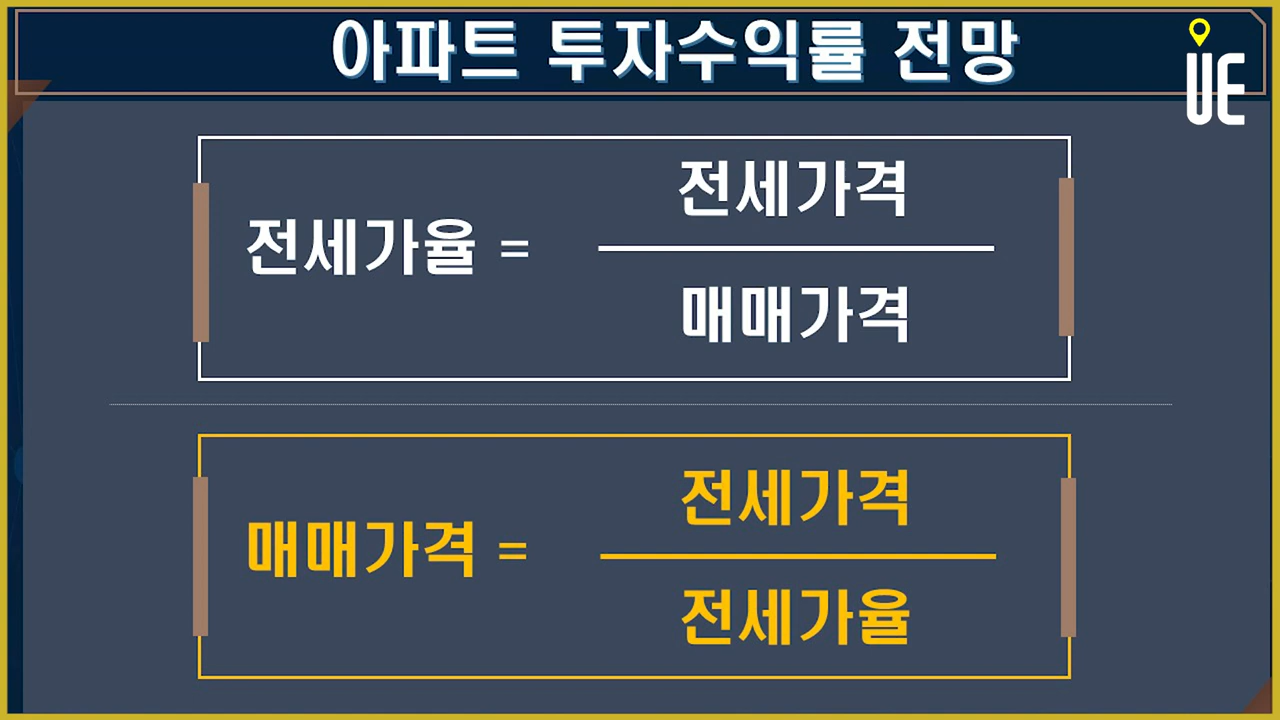 아파트 투자수익률 전망
UE
전세가율 =
전세가격
매매가격
매매가격 =
전세가격
전세가율